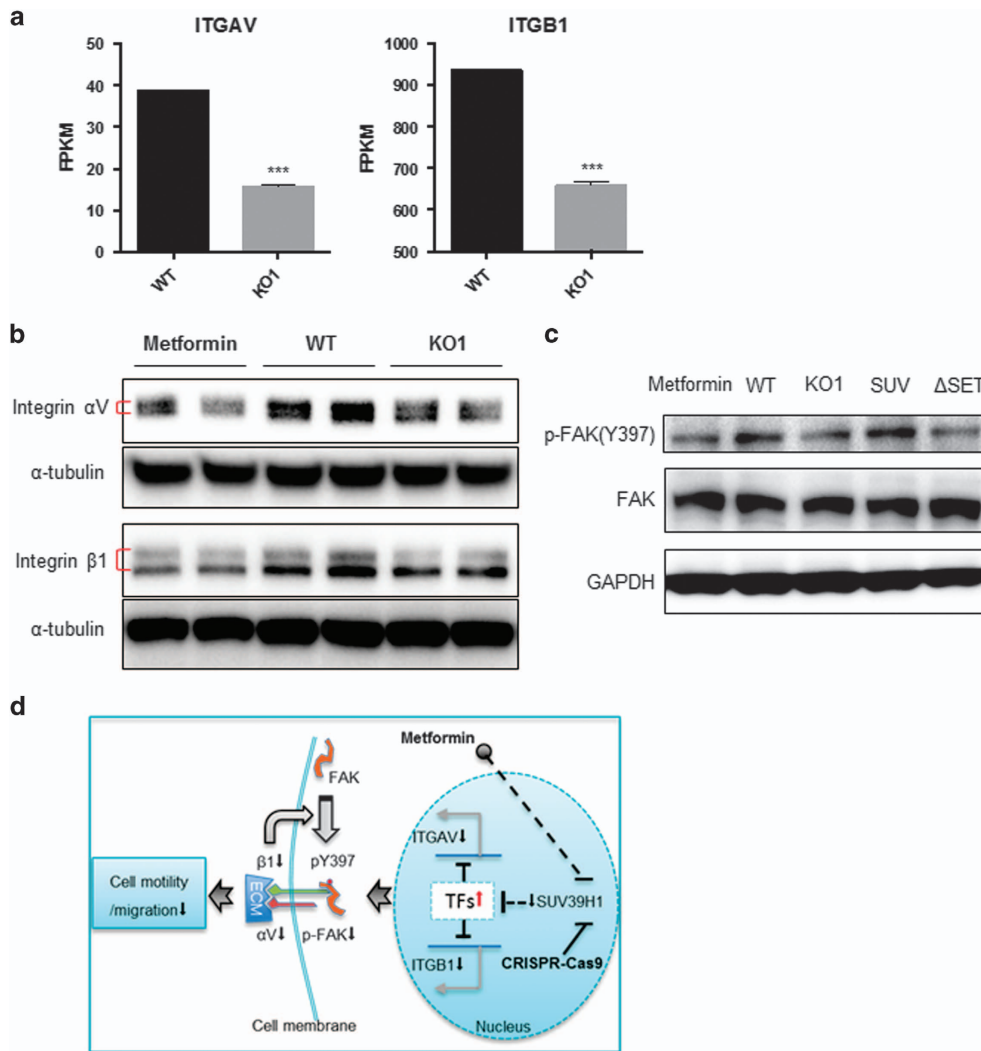 a
ITGAV
50
40
30
20
10
0
FPKM
***
WT
KO1
ITGB1
1000
900
800
700
600
500
FPKM
***
WT
KO1
b
Metformin WT KO1
Integrin αV
α-tubulin
Integrin β1
α-tubulin
c
Metformin WT KO1 SUV ΔSET
p-FAK(Y397)
FAK
GAPDH
d
Metformin
FAK
ITGAV↓
β1↓ pY397
Cell motility
/migration↓
ECM
TFs↑
↓SUV39H1
αV↓ p-FAK↓
ITGB1↓
CRISPR-Cas9
Cell membrane
Nucleus